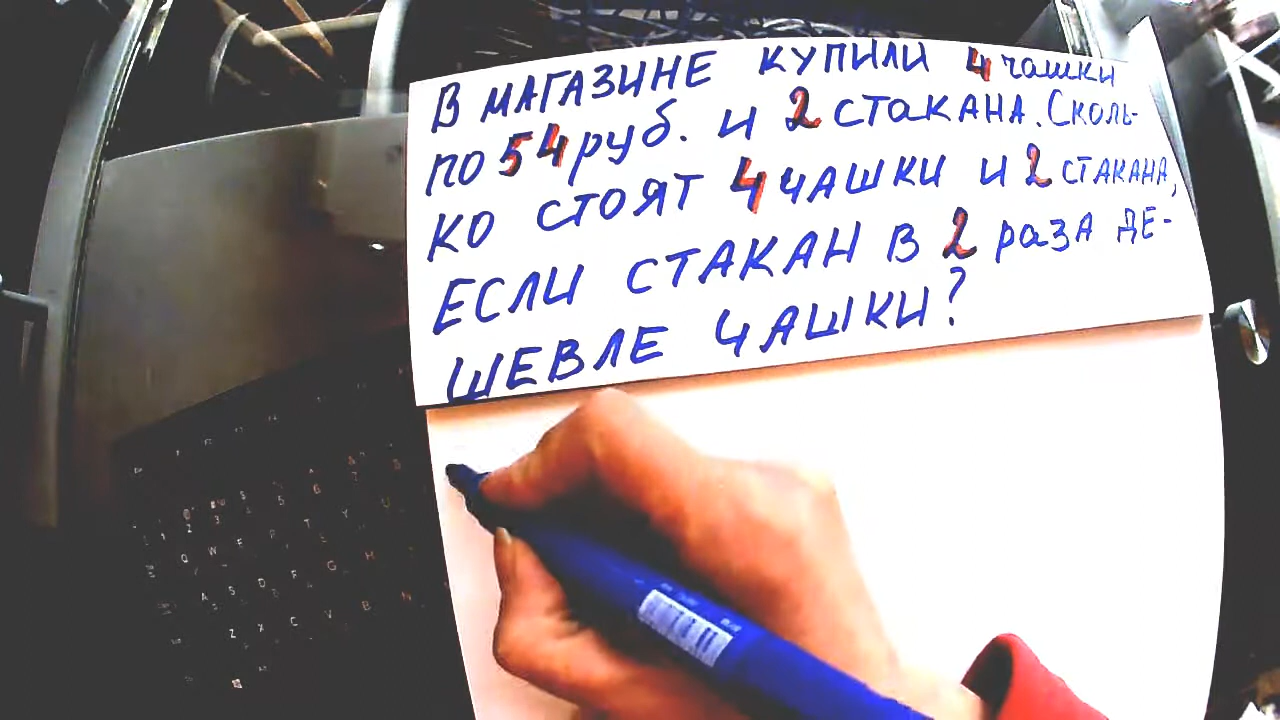 В МАГАЗИНЕ КУПИЛИ 4 чашки
ПО 54 руб. и 2 СТАКАНА. СКОЛЬ-
КО СТОЯТ 4 ЧАШКИ И 2 СТАКАНА,
ЕСЛИ СТАКАН В 2 раза ДЕ-
ШЕВЛЕ ЧАШКИ?